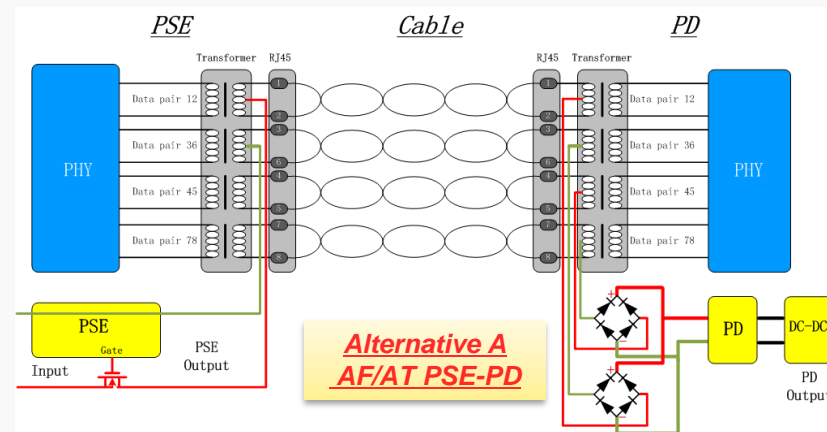 PSE
Cable
PD
Transformer
RJ45
RJ45
Transformer
PHY
Data pair 12
Data pair 36
Data pair 45
Data pair 78
1
2
3
6
4
5
7
8
1
2
3
6
4
5
7
8
Data pair 12
Data pair 36
Data pair 45
Data pair 78
PHY
PSE
Gate
Input
PSE
Output
Alternative A
AF/AT PSE-PD
+
-
+
-
PD
DC-DC
PD
Output